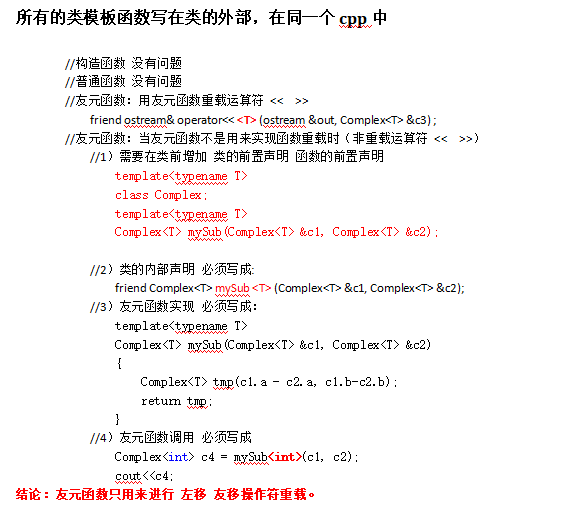 所有的类模板函数写在类的外部，在同一个 cpp 中
//构造函数 没有问题
//普通函数 没有问题
//友元函数：用友元函数重载运算符 << >>
friend ostream& operator<< <T> (ostream &out, Complex<T> &c3) ;
//友元函数：当友元函数不是用来实现函数重载时（非重载运算符 << >>）
//1）需要在类前增加 类的前置声明 函数的前置声明
template<typename T>
class Complex;
template<typename T>
Complex<T> mySub(Complex<T> &c1, Complex<T> &c2);
//2）类的内部声明 必须写成:
friend Complex<T> mySub <T> (Complex<T> &c1, Complex<T> &c2);
//3）友元函数实现 必须写成：
template<typename T>
Complex<T> mySub(Complex<T> &c1, Complex<T> &c2)
{
Complex<T> tmp(c1.a - c2.a, c1.b-c2.b);
return tmp;
}
//4）友元函数调用 必须写成
Complex<int> c4 = mySub<int>(c1, c2);
cout<<c4;
结论：友元函数只用来进行 左移 友移操作符重载。